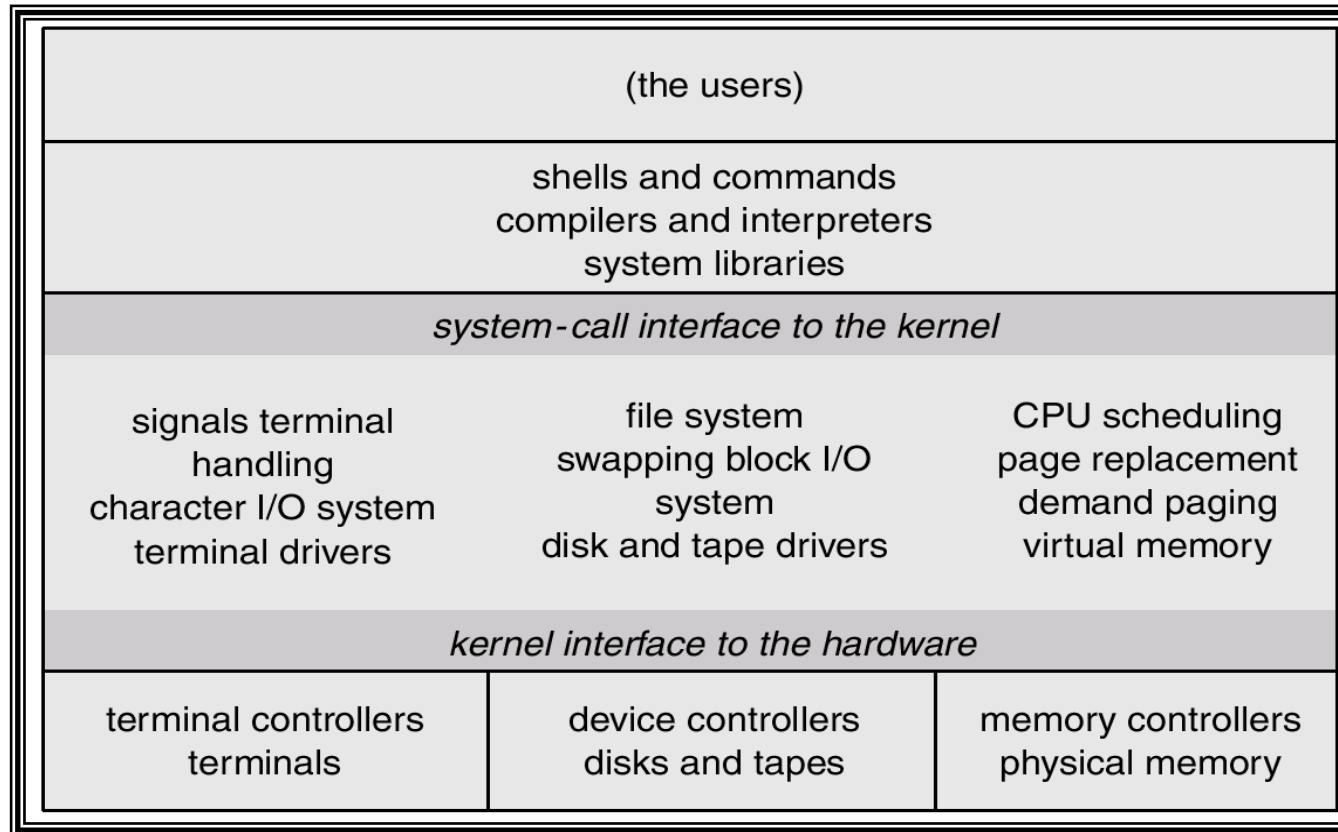 (the users)
shells and commands
compilers and interpreters
system libraries
system-call interface to the kernel
signals terminal
handling
character I/O system
terminal drivers
file system
swapping block I/O
system
disk and tape drivers
CPU scheduling
page replacement
demand paging
virtual memory
kernel interface to the hardware
terminal controllers
terminals
device controllers
disks and tapes
memory controllers
physical memory